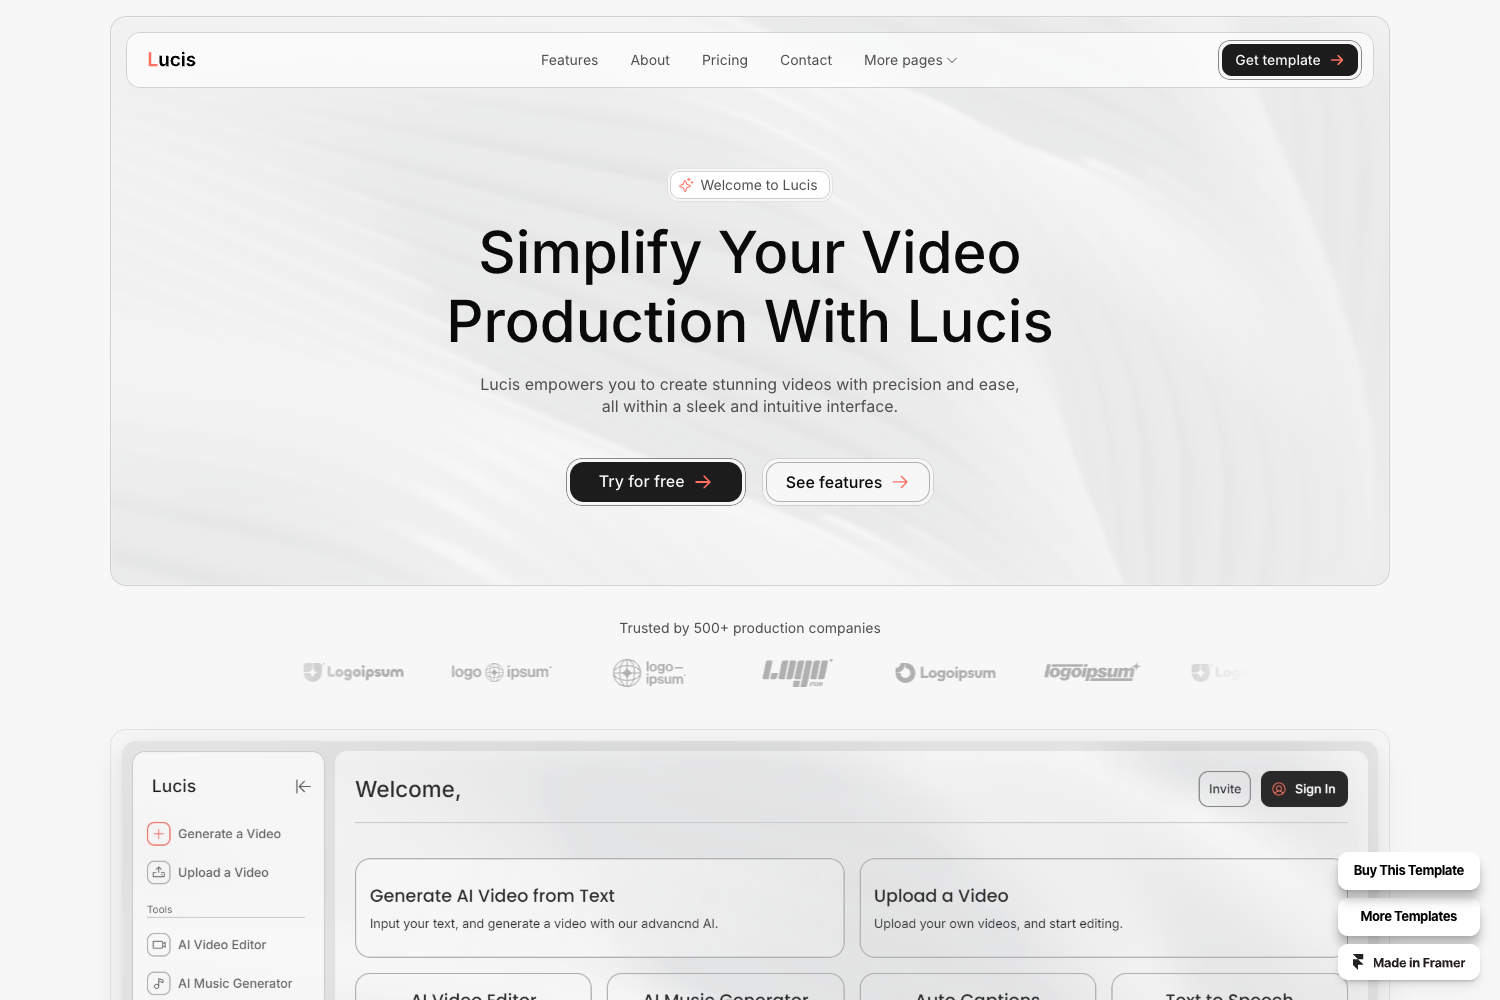 Lucis
Features
About
Pricing
Contact
More pages
Get template
Welcome to Lucis
Simplify Your Video
Production With Lucis
Lucis empowers you to create stunning videos with precision and ease,
all within a sleek and intuitive interface.
Try for free
See features
Trusted by 500+ production companies
Logoipsum
logo ipsum
logo—
ipsum
Logoipsum
logoipsum
Logo
Lucis
Welcome,
Invite
Sign In
Generate a Video
Upload a Video
Tools
AI Video Editor
AI Music Generator
Generate AI Video from Text
Input your text, and generate a video with our advancnd AI.
Upload a Video
Upload your own videos, and start editing.
AI Video Editor
AI Music Generator
Auto Captions
Text to Speech
Buy This Template
More Templates
Made in Framer